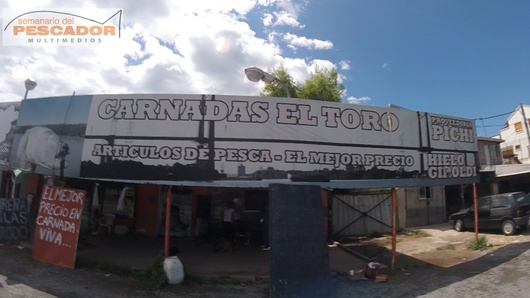 semanario del
PESCADOR
MULTIMEDIOS
CARNADAS EL TORO
ARTICULOS DE PESCA - EL MEJOR PRECIO
PICHI
HIELO
CIPOLDI
EL MEJOR
PRECIO EN
CARNADA
VIVA...